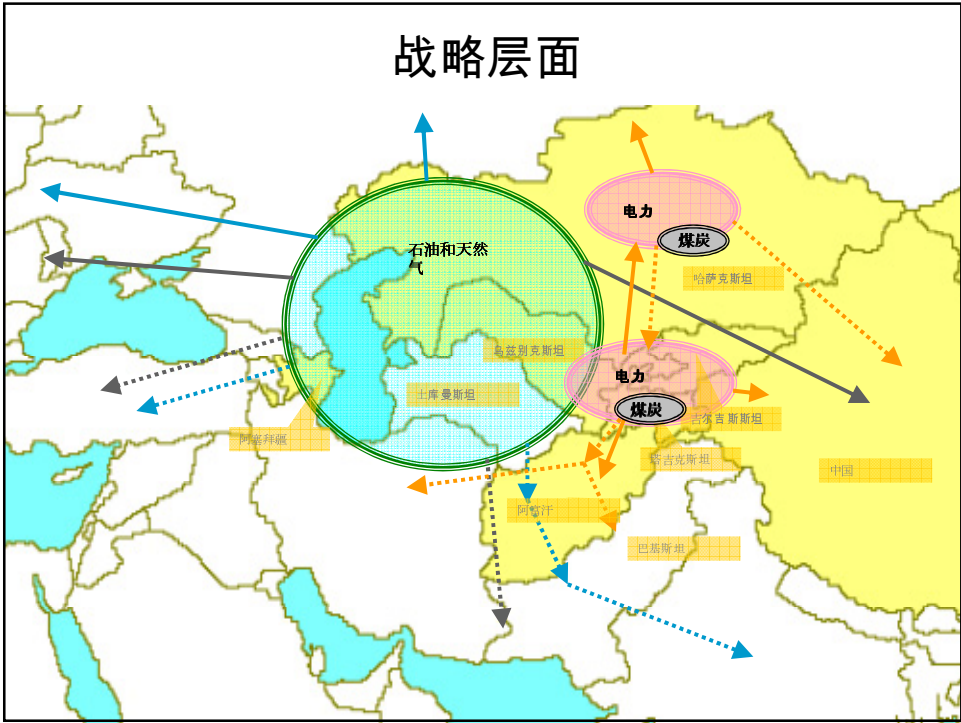 战略层面
石油和天然
气
电力
煤炭
哈萨克斯坦
乌兹别克斯坦
电力
土库曼斯坦
煤炭
吉尔吉斯斯坦
阿塞拜疆
塔吉克斯坦
中国
阿富汗
巴基斯坦